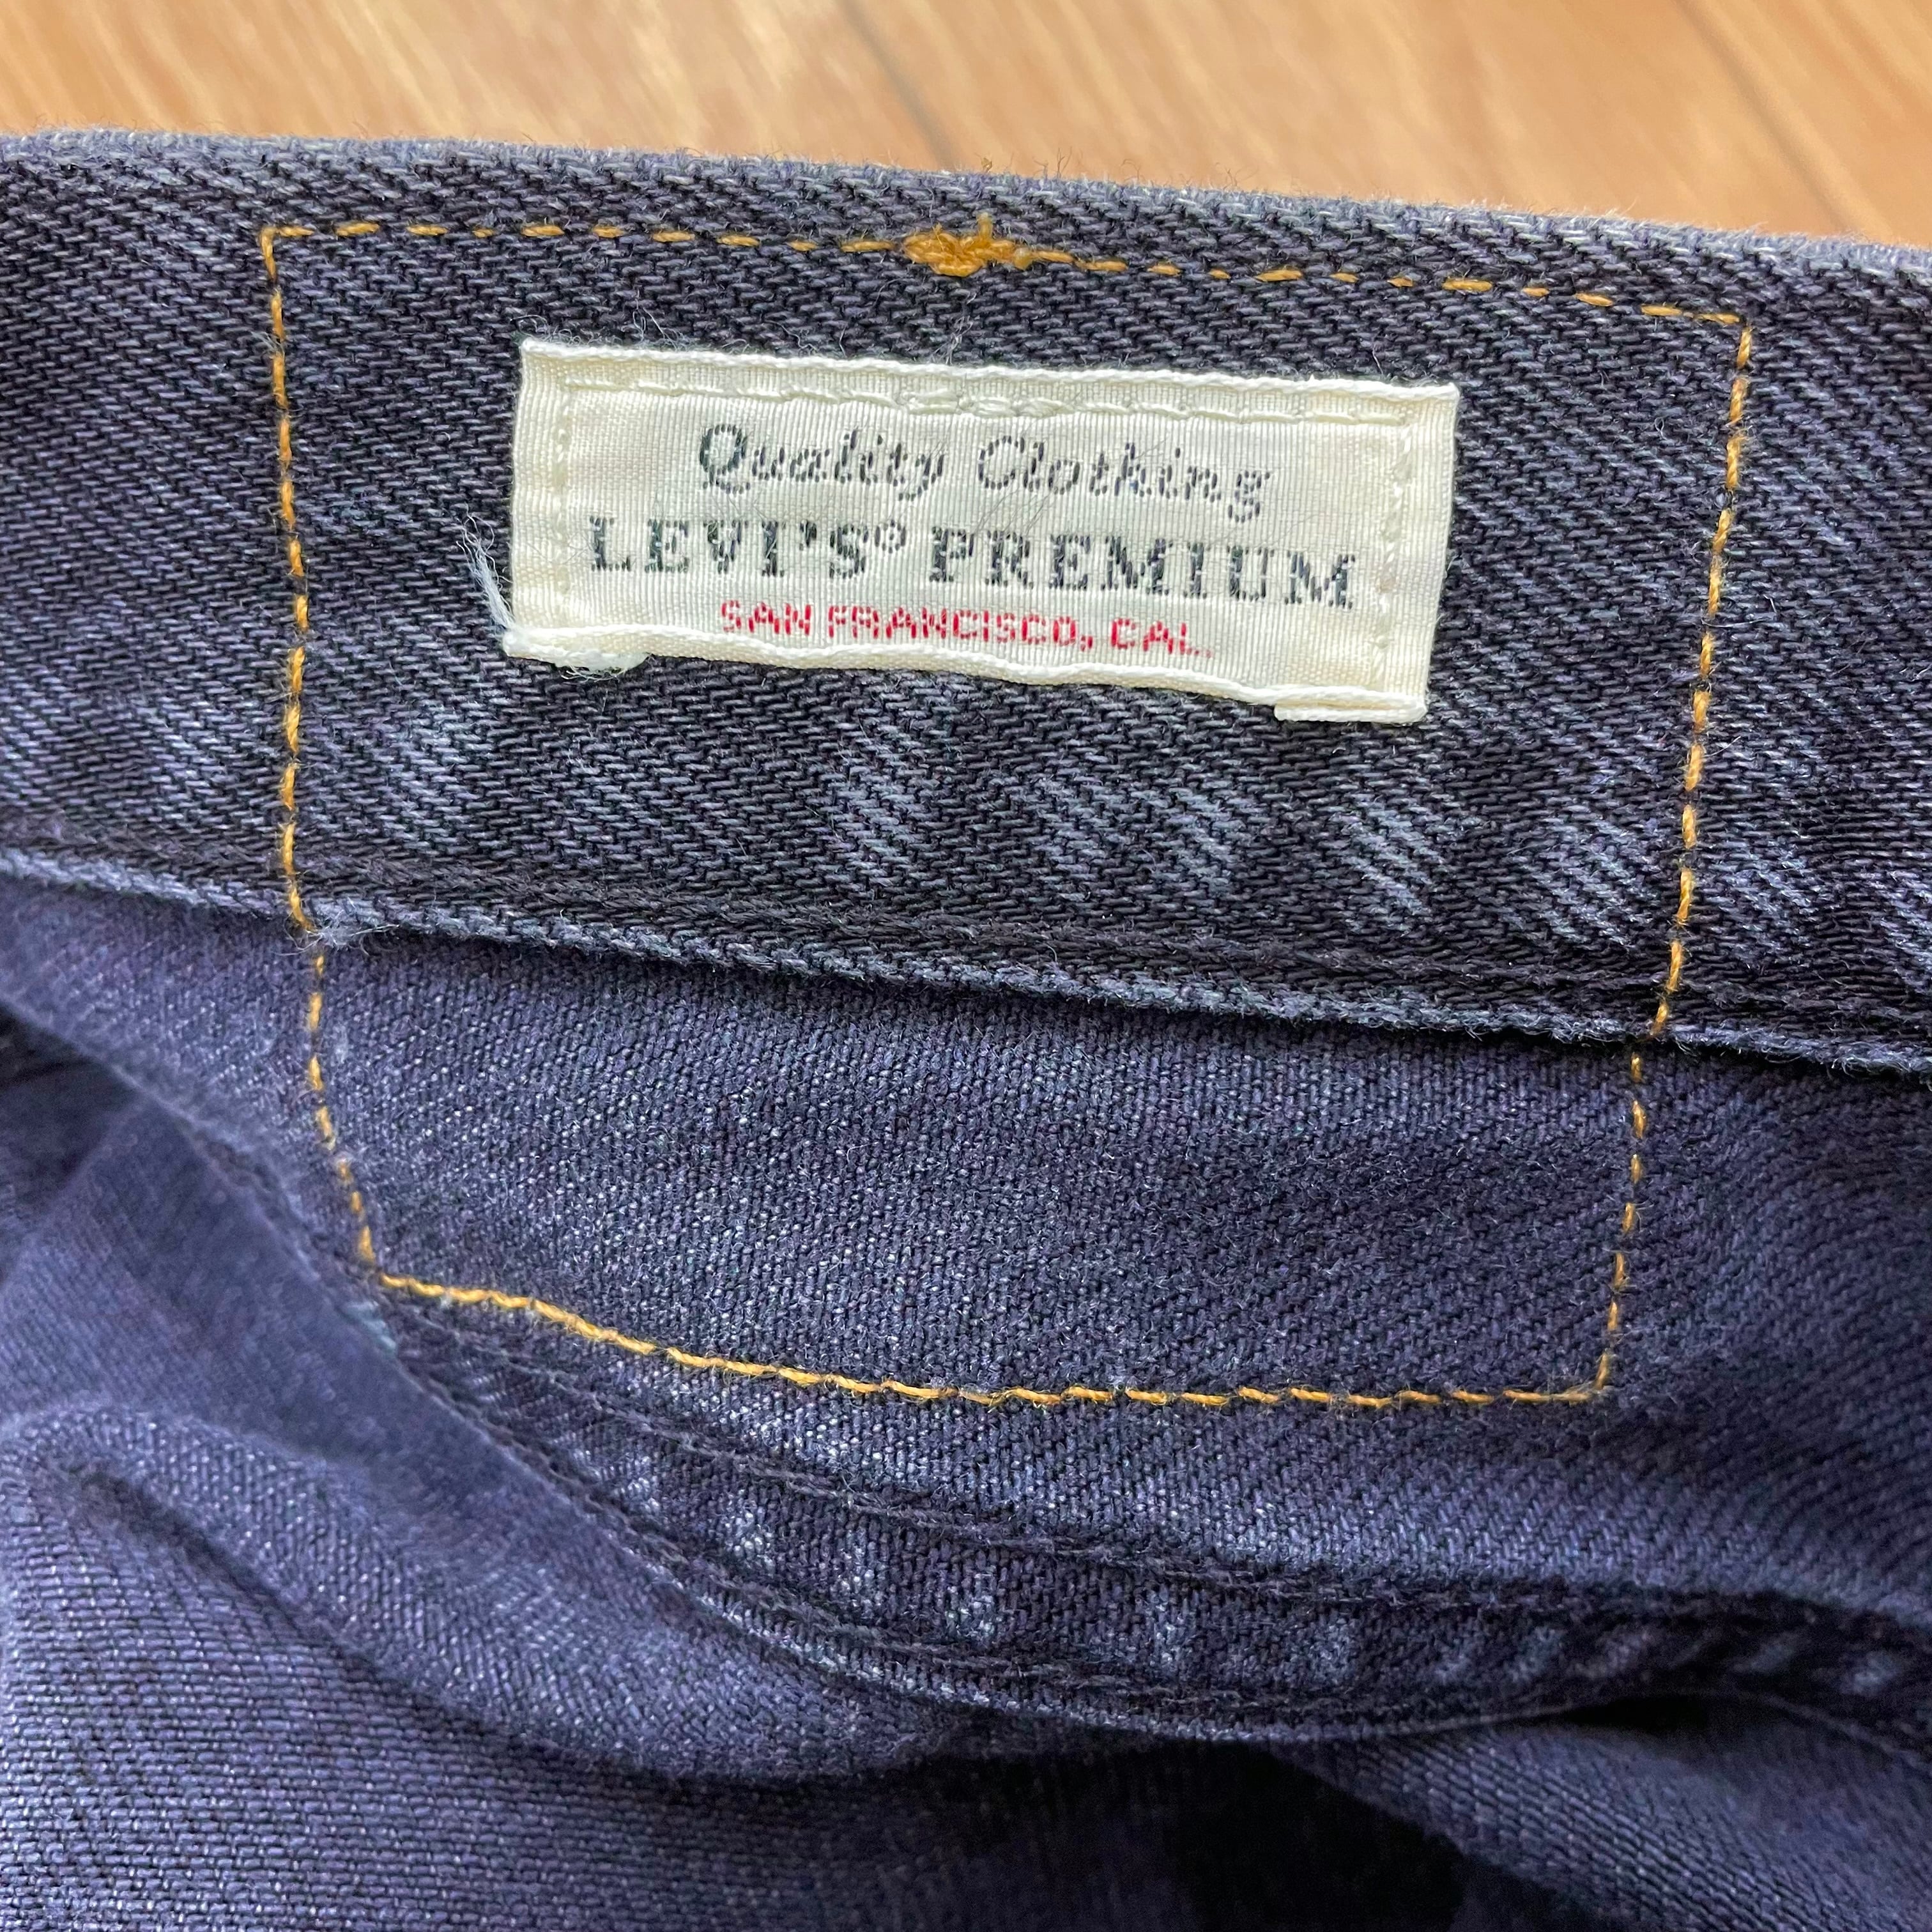 Quality Clothing
LEVI'S® PREMIUM
SAN FRANCISCO, CAL.